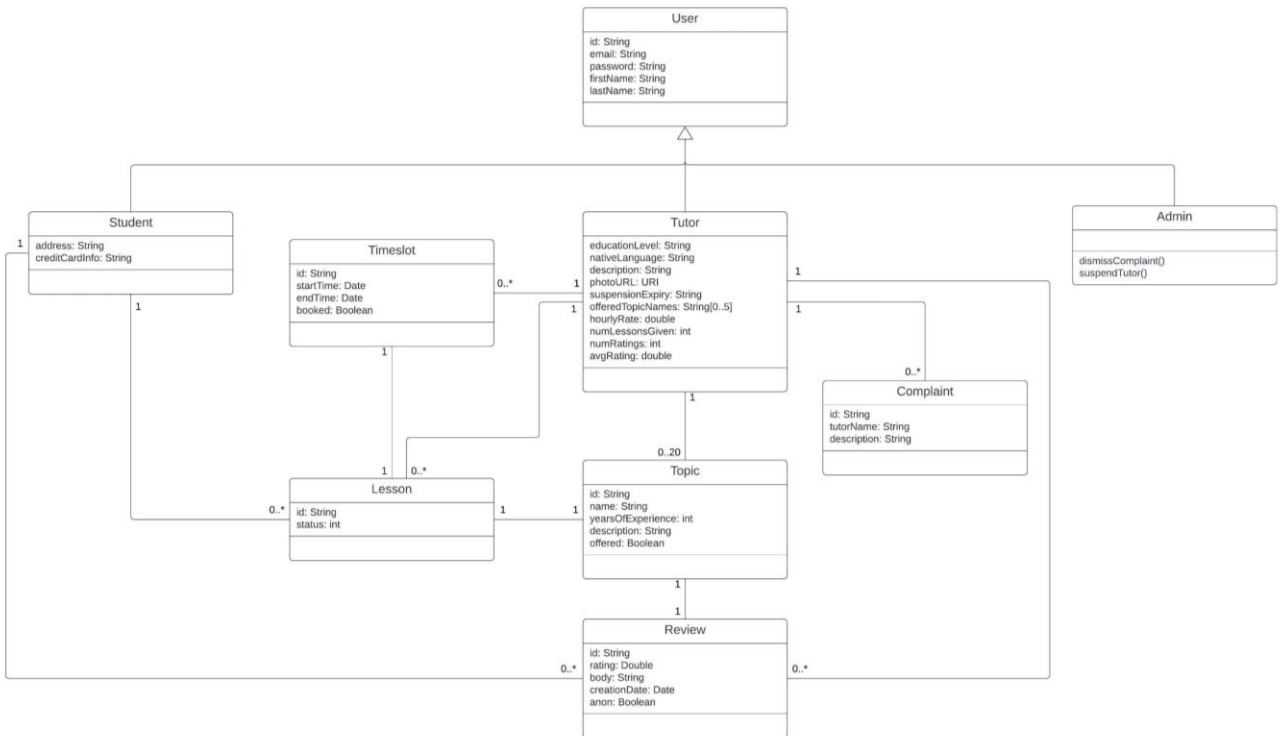 User
id: String
email: String
password: String
firstName: String
lastName: String
Student
address: String
creditCardInfo: String
1
1
Timeslot
id: String
startTime: Date
endTime: Date
booked: Boolean
0..*
1
1
Tutor
educationLevel: String
nativeLanguage: String
description: String
photoURL: URI
suspensionExpiry: String
offeredTopicNames: String[0..5]
hourlyRate: double
numLessonsGiven: int
numRatings: int
avgRating: double
1
1
1
1
Admin
dismissComplaint()
suspendTutor()
0..*
Complaint
id: String
tutorName: String
description: String
0..20
Topic
id: String
name: String
yearsOfExperience: int
description: String
offered: Boolean
1
0..*
Lesson
id: String
status: int
0..*
1
1
1
1
Review
id: String
rating: Double
body: String
creationDate: Date
anon: Boolean
0..*
0..*